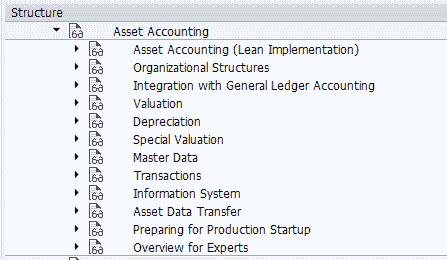 Structure
Asset Accounting
Asset Accounting (Lean Implementation)
Organizational Structures
Integration with General Ledger Accounting
Valuation
Depreciation
Special Valuation
Master Data
Transactions
Information System
Asset Data Transfer
Preparing for Production Startup
Overview for Experts